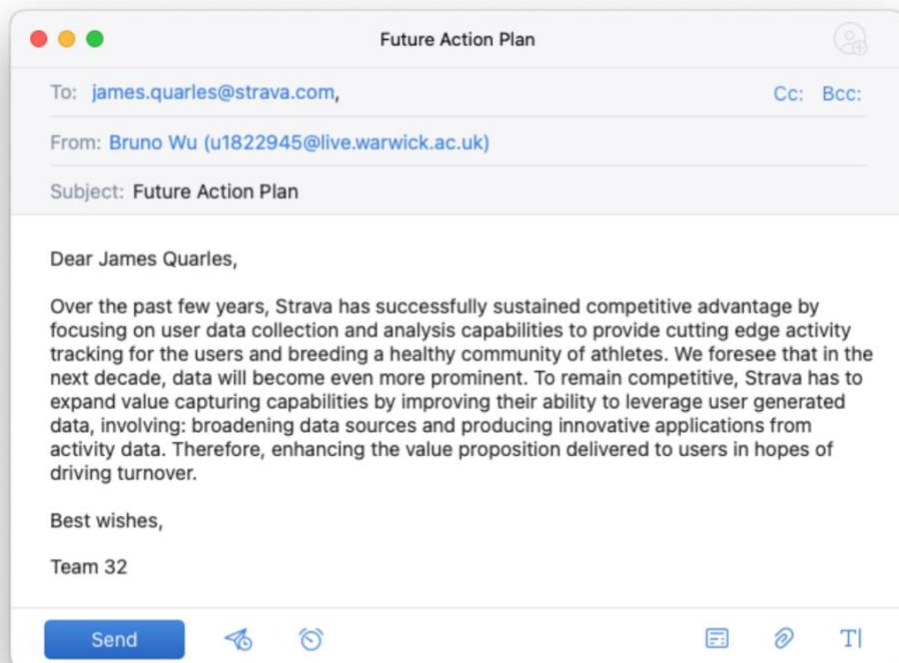 Future Action Plan
To: james.quarles@strava.com,
Cc: Bcc:
From: Bruno Wu (u1822945@live.warwick.ac.uk)
Subject: Future Action Plan
Dear James Quarles,
Over the past few years, Strava has successfully sustained competitive advantage by
focusing on user data collection and analysis capabilities to provide cutting edge activity
tracking for the users and breeding a healthy community of athletes. We foresee that in the
next decade, data will become even more prominent. To remain competitive, Strava has to
expand value capturing capabilities by improving their ability to leverage user generated
data, involving: broadening data sources and producing innovative applications from
activity data. Therefore, enhancing the value proposition delivered to users in hopes of
driving turnover.
Best wishes,
Team 32
Send
T|